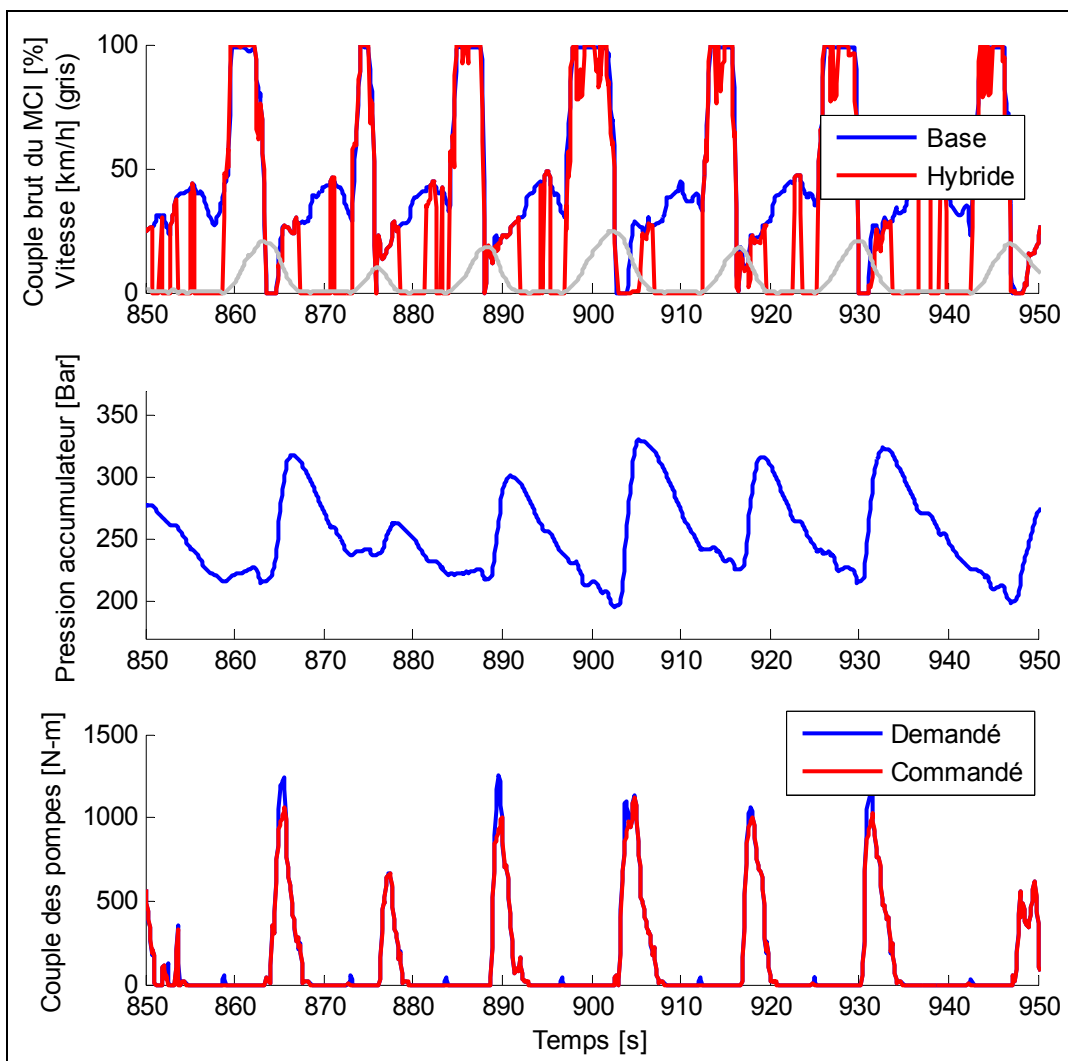 Couple brut du MCI [%]
Vitesse [km/h] (gris)
100
50
0
Base
Hybride
850 860 870 880 890 900 910 920 930 940 950
Pression accumulateur [Bar]
350
300
250
200
850 860 870 880 890 900 910 920 930 940 950
Couple des pompes [N-m]
1500
1000
500
0
Demandé
Commandé
850 860 870 880 890 900 910 920 930 940 950
Temps [s]